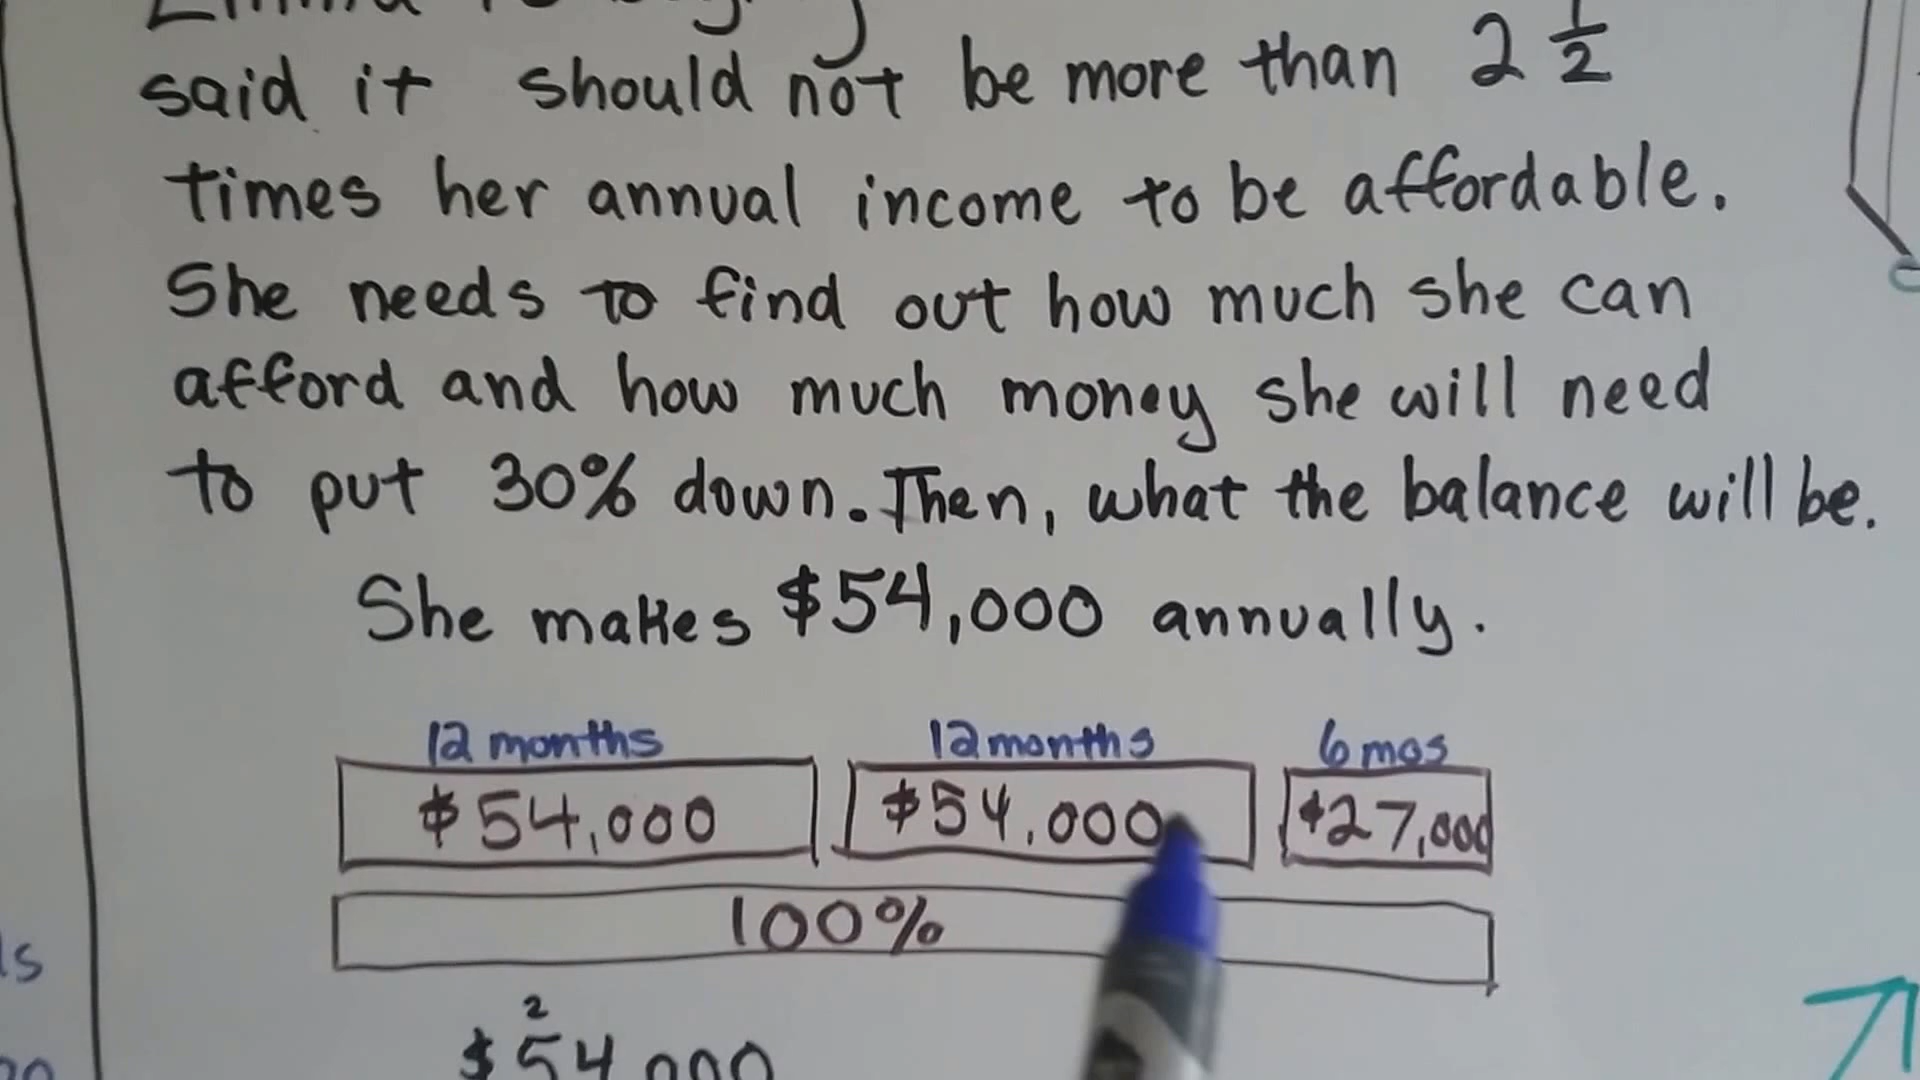 said it should not be more than 2 1/2
times her annual income to be affordable.
She needs to find out how much she can
afford and how much money she will need
to put 30% down. Then, what the balance will be.
She makes $54,000 annually.
12 months 12 months 6 mos
$54,000 $54,000 $27,000
100%
2
$54,000